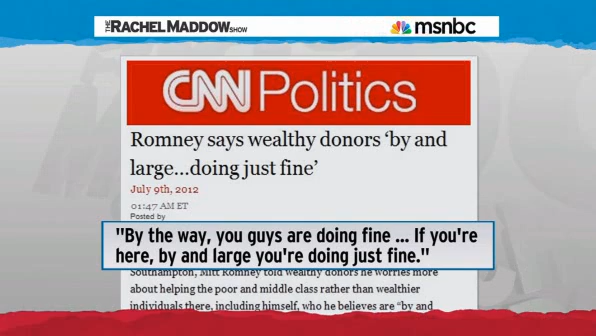 THE RACHEL MADDOW SHOW
msnbc
CNN Politics
Romney says wealthy donors ‘by and
large...doing just fine’
July 9th, 2012
01:47 AM ET
Posted by
"By the way, you guys are doing fine ... If you're
here, by and large you're doing just fine."
Southampton, Mitt Romney told wealthy donors he worries more
about helping the poor and middle class rather than wealthier
individuals there, including himself, who he believes are “by and